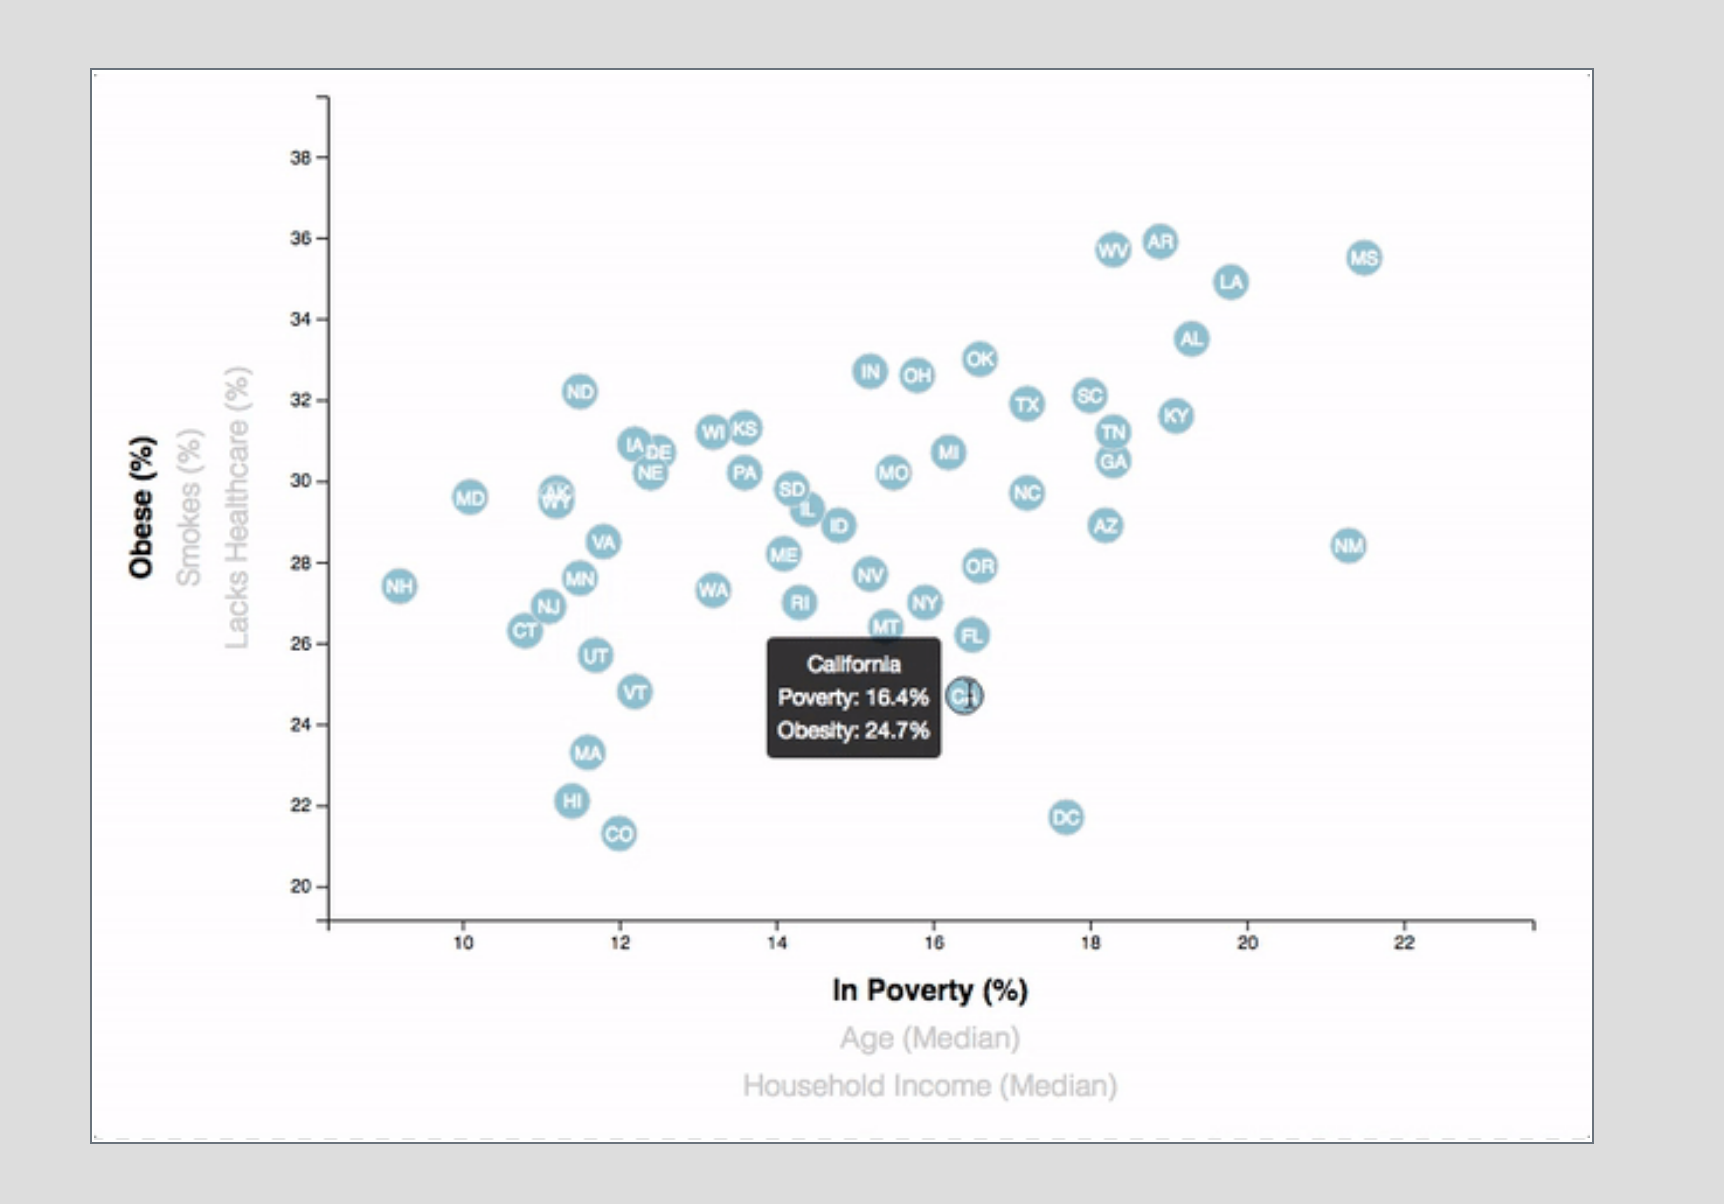 38
36
WV
AR
MS
LA
34
AL
OK
IN
OH
ND
32
SC
TX
KY
WI
KS
TN
IA
DE
MI
GA
NE
PA
MO
30
SD
NC
MD
AK
WY
IL
ID
AZ
VA
NM
ME
28
OR
NV
MN
NH
WA
NJ
RI
NY
CT
MT
FL
26
UT
VT
CA
California
Poverty: 16.4%
Obesity: 24.7%
24
MA
22
HI
DC
CO
20
Obese (%)
Smokes (%)
Lacks Healthcare (%)
10 12 14 16 18 20 22
In Poverty (%)
Age (Median)
Household Income (Median)